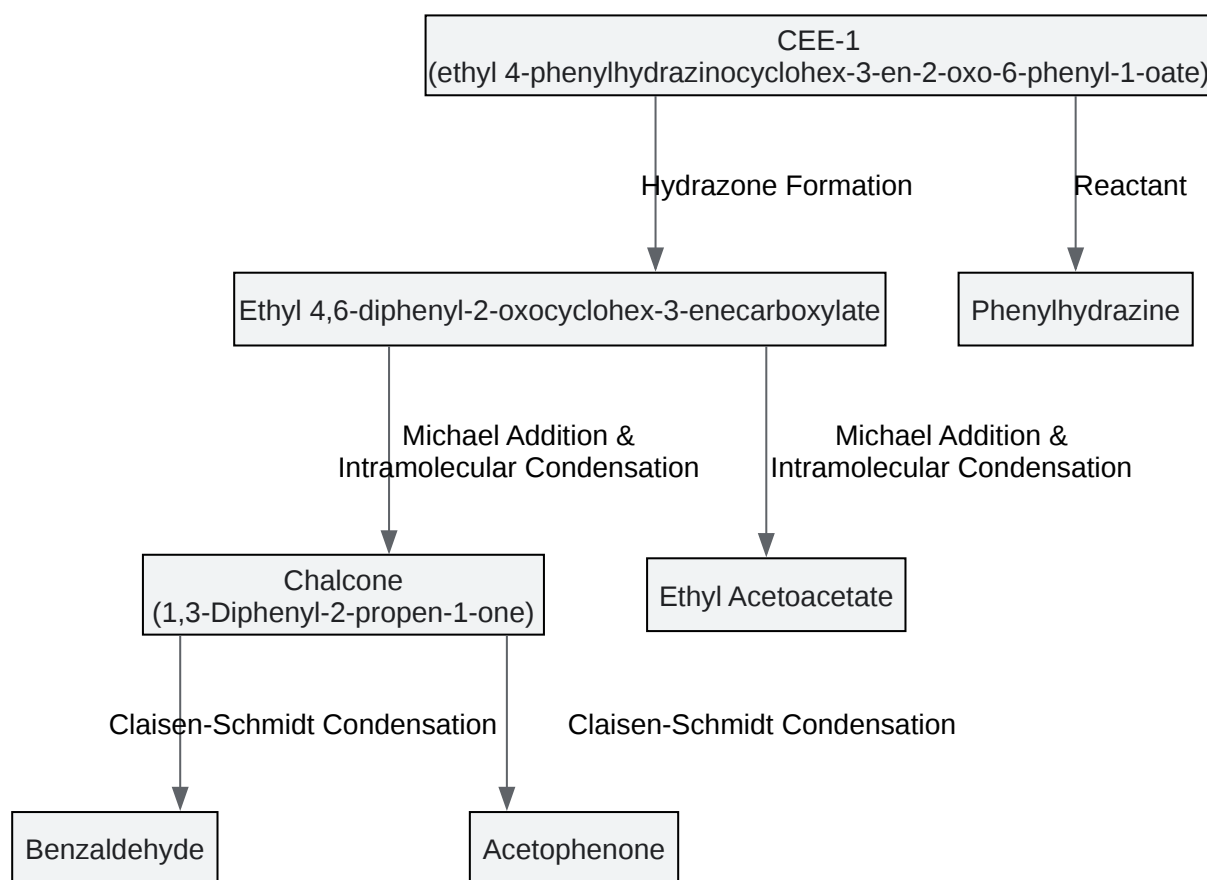 CEE-1
(ethyl 4-phenylhydrazinocyclohex-3-en-2-oxo-6-phenyl-1-oate)
Hydrazone Formation
Reactant
Ethyl 4,6-diphenyl-2-oxocyclohex-3-enecarboxylate
Phenylhydrazine
Michael Addition &
Intramolecular Condensation
Michael Addition &
Intramolecular Condensation
Chalcone
(1,3-Diphenyl-2-propen-1-one)
Ethyl Acetoacetate
Claisen-Schmidt Condensation
Claisen-Schmidt Condensation
Benzaldehyde
Acetophenone